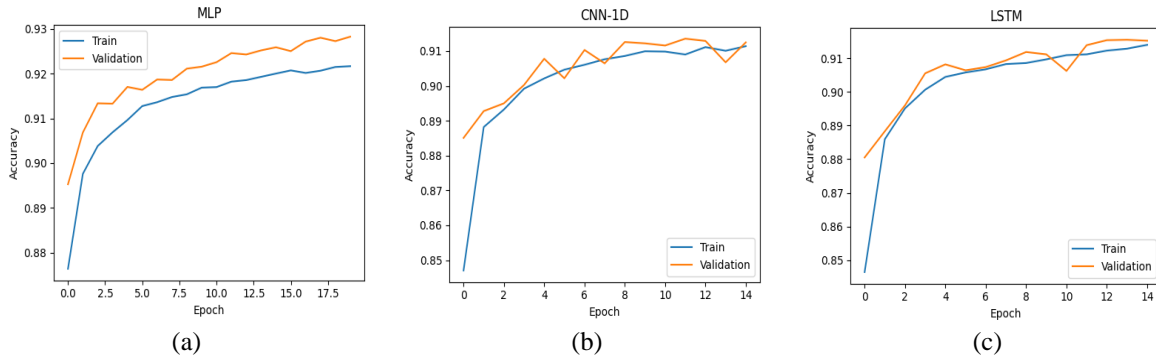 MLP
Train
Validation
0.93
0.92
0.91
0.90
0.89
0.88
Accuracy
0.0 2.5 5.0 7.5 10.0 12.5 15.0 17.5
Epoch
(a)
CNN-1D
0.91
0.90
0.89
0.88
0.87
0.86
0.85
Accuracy
Train
Validation
0 2 4 6 8 10 12 14
Epoch
(b)
LSTM
0.91
0.90
0.89
0.88
0.87
0.86
0.85
Accuracy
Train
Validation
0 2 4 6 8 10 12 14
Epoch
(c)